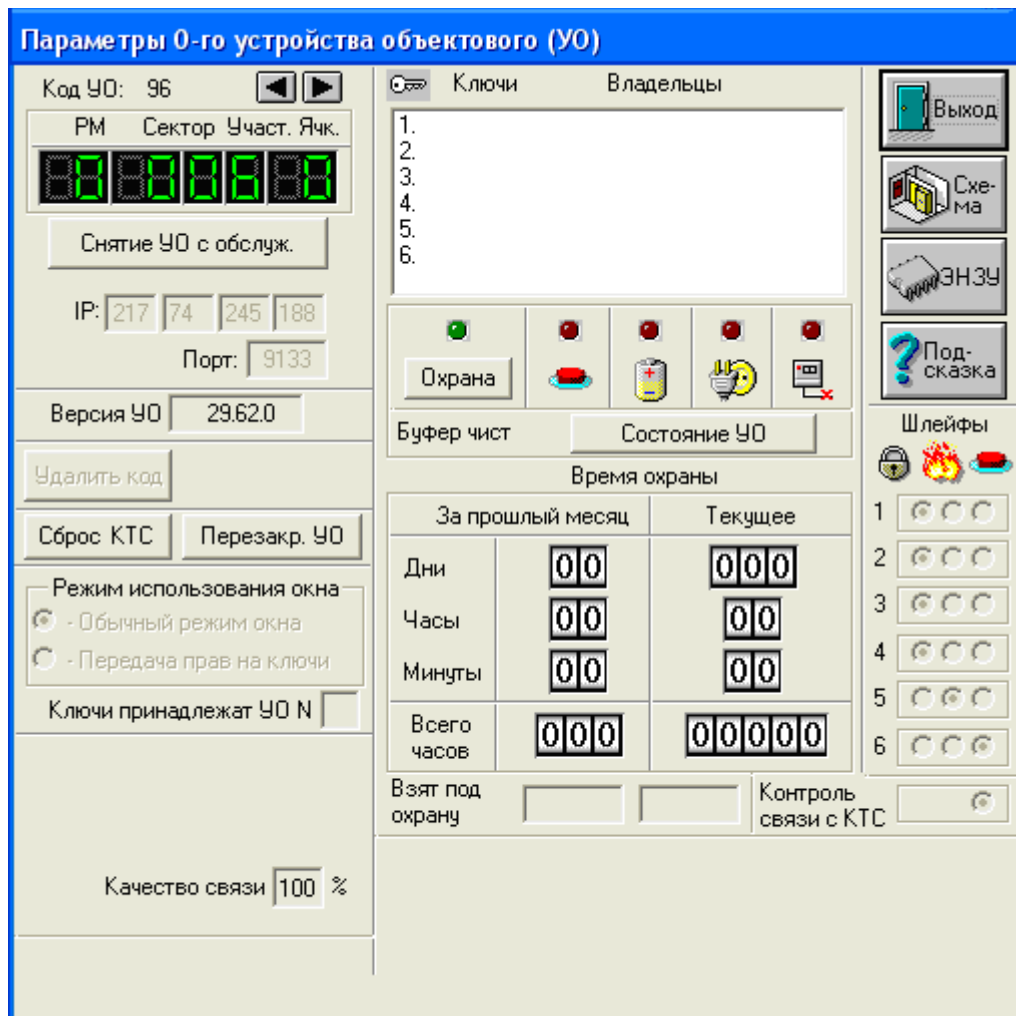 Параметры 0-го устройства объектового (УО)
Код УО: 96
РМ Сектор Участ. Ячк.
0 006 0
Снятие УО с обслуж.
IP: 217 74 245 188
Порт: 9133
Версия УО 29.62.0
Удалить код
Сброс КТС Перезакр. УО
Режим использования окна
- Обычный режим окна
- Передача прав на ключи
Ключи принадлежат УО N
Качество связи 100 %
Ключи Владельцы
1.
2.
3.
4.
5.
6.
Охрана
Буфер чист Состояние УО
Время охраны
За прошлый месяц Текущее
Дни 00 000
Часы 00 00
Минуты 00 00
Всего
часов 000 00000
Взят под
охрану
Контроль
связи с КТС
Выход
Схе-
ма
ЭНЗУ
Под-
сказка
Шлейфы
1
2
3
4
5
6